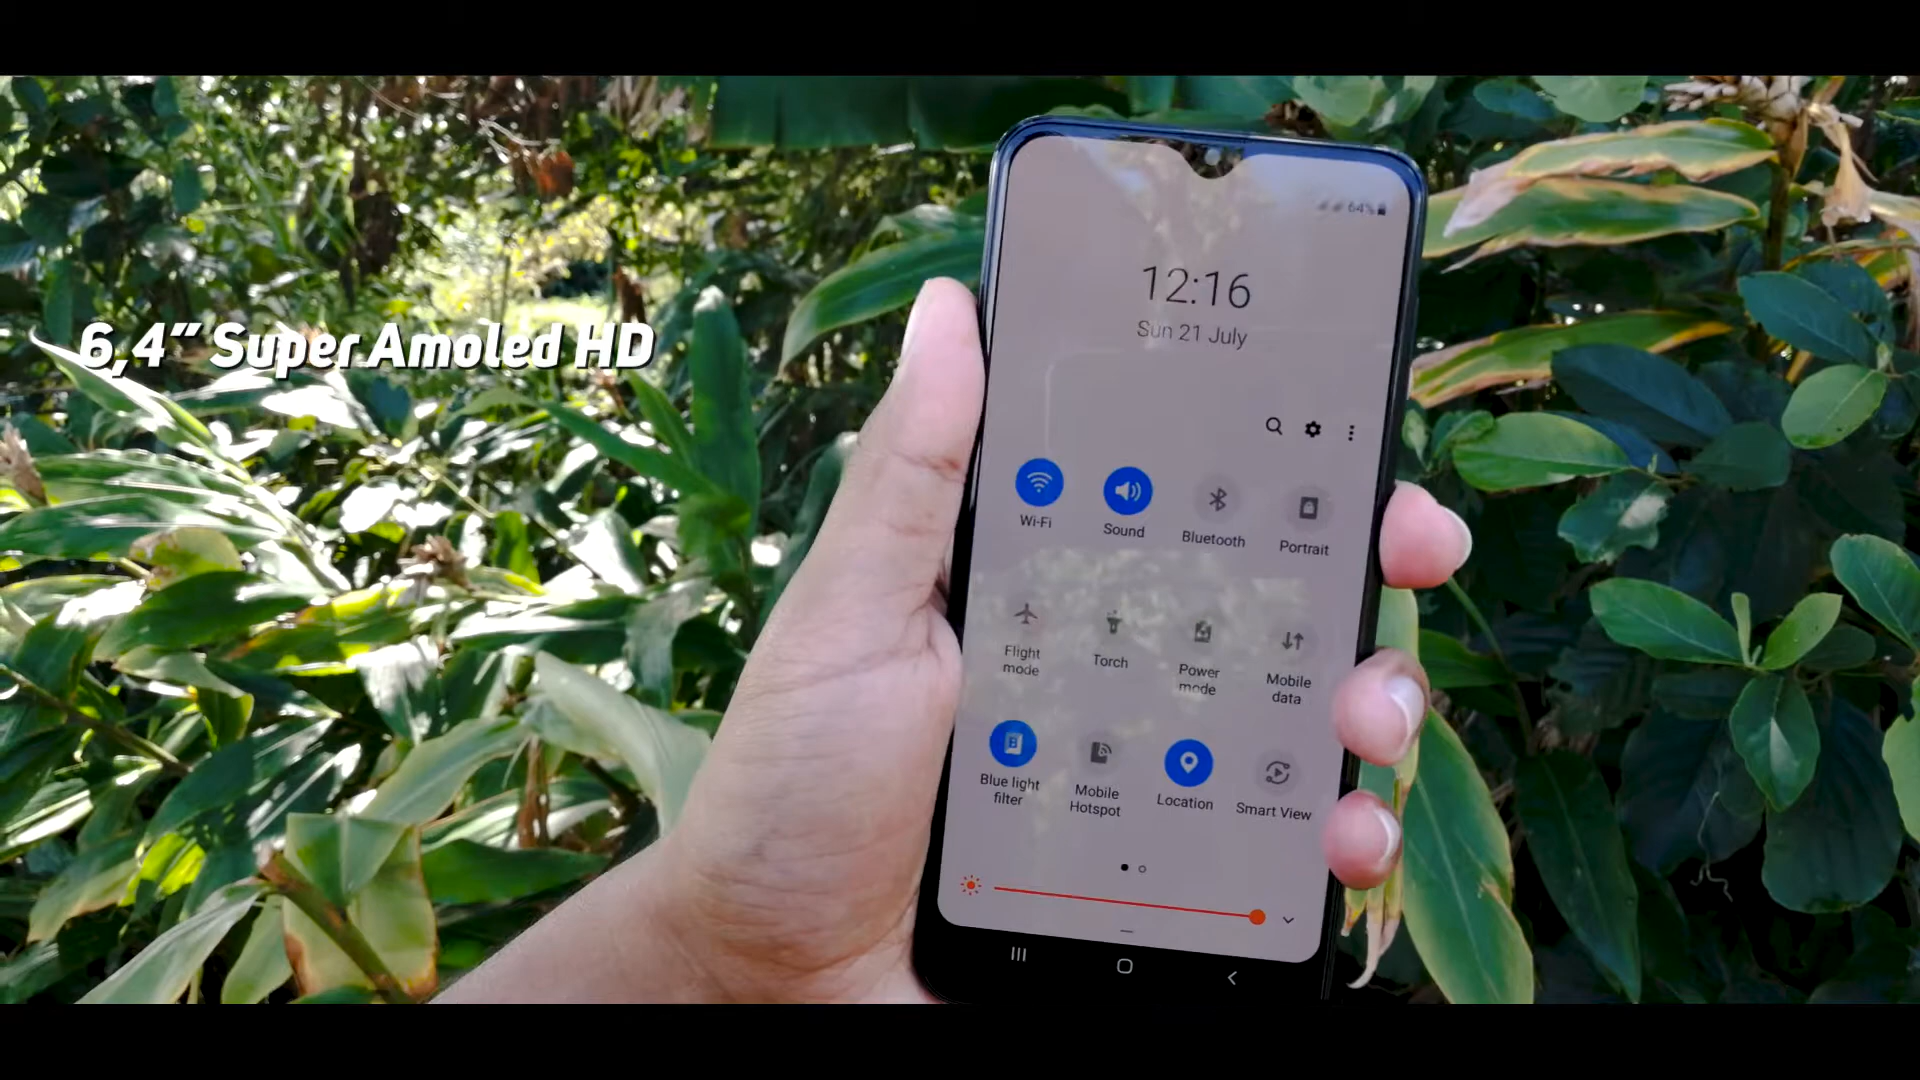 6,4" Super Amoled HD
64%
12:16
Sun 21 July
Wi-Fi
Sound
Bluetooth
Portrait
Flight
mode
Torch
Power
mode
Mobile
data
Blue light
filter
Mobile
Hotspot
Location
Smart View